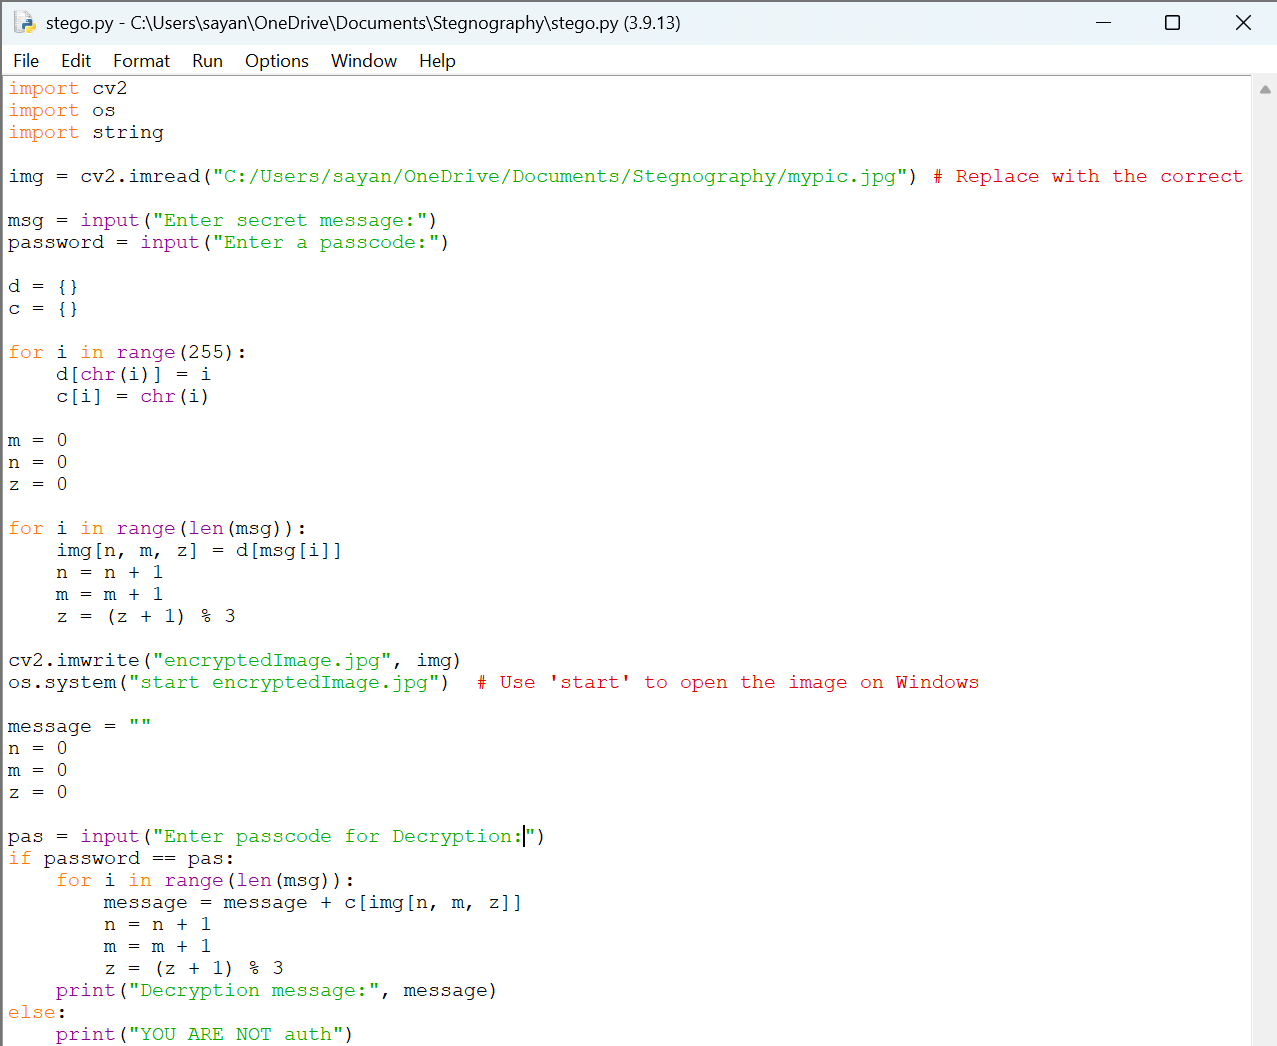 stego.py - C:\Users\sayan\OneDrive\Documents\Stegnography\stego.py (3.9.13)
File Edit Format Run Options Window Help
import cv2
import os
import string

img = cv2.imread("C:/Users/sayan/OneDrive/Documents/Stegnography/mypic.jpg") # Replace with the correct

msg = input("Enter secret message:")
password = input("Enter a passcode:")

d = {}
c = {}

for i in range(255):
    d[chr(i)] = i
    c[i] = chr(i)

m = 0
n = 0
z = 0

for i in range(len(msg)):
    img[n, m, z] = d[msg[i]]
    n = n + 1
    m = m + 1
    z = (z + 1) % 3

cv2.imwrite("encryptedImage.jpg", img)
os.system("start encryptedImage.jpg")  # Use 'start' to open the image on Windows

message = ""
n = 0
m = 0
z = 0

pas = input("Enter passcode for Decryption:")
if password == pas:
    for i in range(len(msg)):
        message = message + c[img[n, m, z]]
        n = n + 1
        m = m + 1
        z = (z + 1) % 3
    print("Decryption message:", message)
else:
    print("YOU ARE NOT auth")